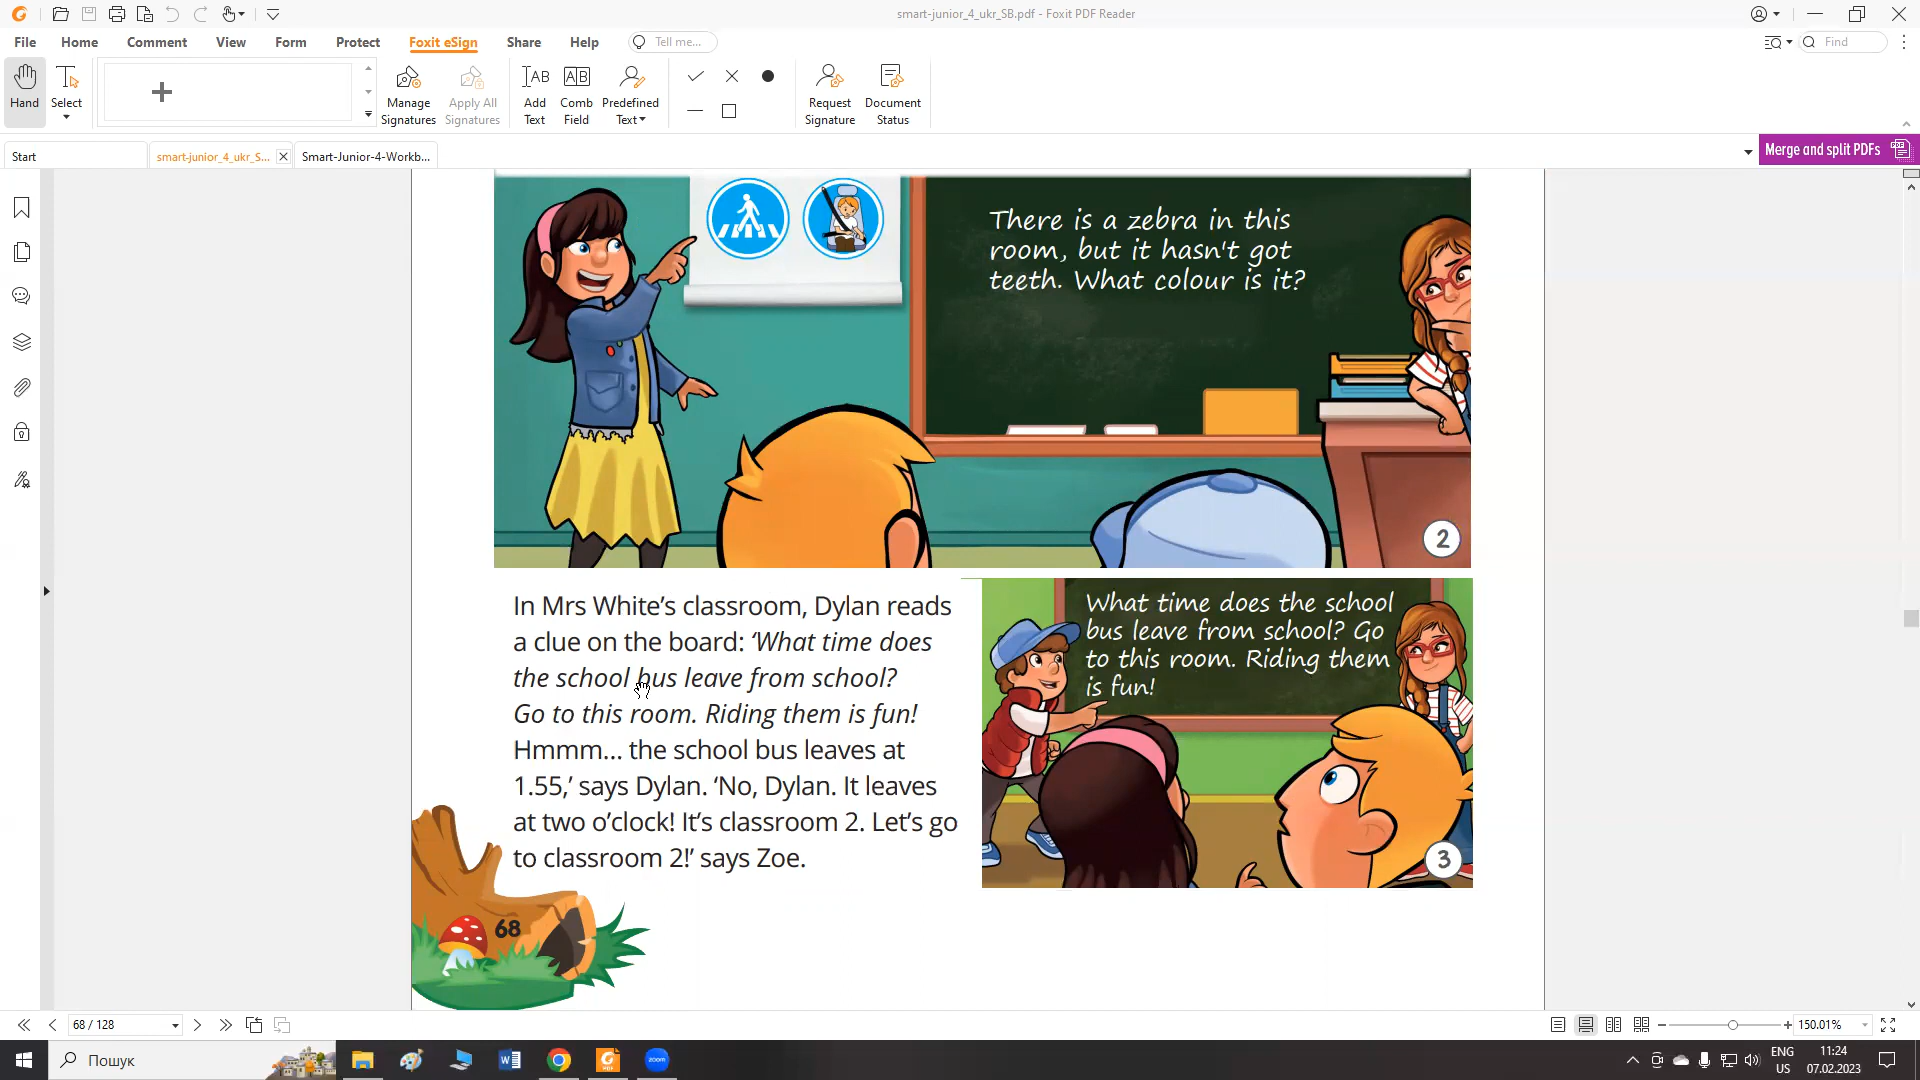 smart-junior_4_ukr_SB.pdf - Foxit PDF Reader
File Home Comment View Form Protect Foxit eSign Share Help Tell me... Find
Hand Select Manage Signatures Apply All Signatures Add Text Comb Field Predefined Text Request Signature Document Status
Start smart-junior_4_ukr_S... Smart-Junior-4-Workb... Merge and split PDFs
There is a zebra in this
room, but it hasn't got
teeth. What colour is it?
2
In Mrs White’s classroom, Dylan reads
a clue on the board: ‘What time does
the school bus leave from school?
Go to this room. Riding them is fun!
Hmmm... the school bus leaves at
1.55,’ says Dylan. ‘No, Dylan. It leaves
at two o’clock! It’s classroom 2. Let’s go
to classroom 2!’ says Zoe.
What time does the school
bus leave from school? Go
to this room. Riding them
is fun!
3
68
68 / 128 150.01%
Пошук zoom ENG US 11:24 07.02.2023